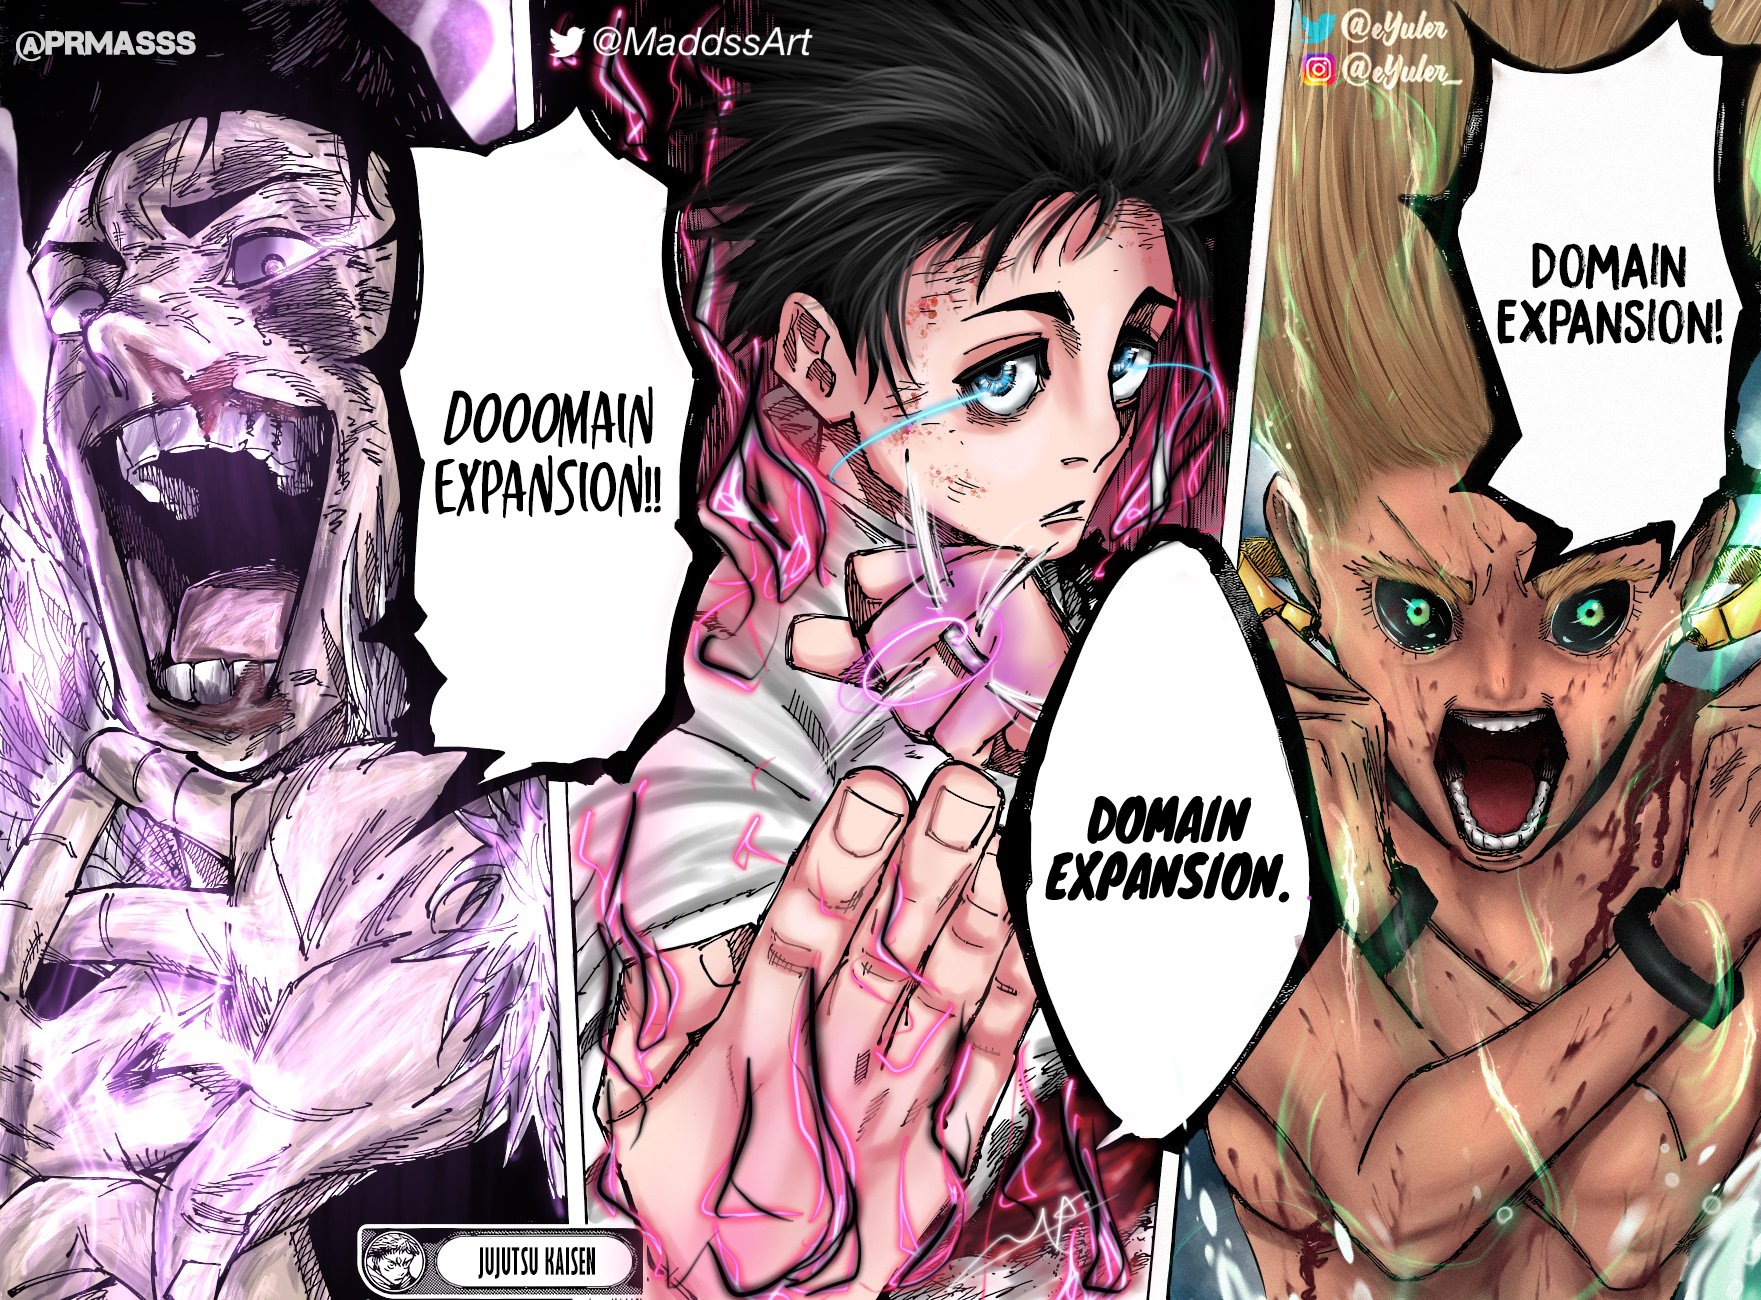 @PRMASSS
@MaddssArt
@eYuler
@eYuler_
DOMAIN
EXPANSION!
DOOOMAIN
EXPANSION!!
DOMAIN
EXPANSION.
JUJUTSU KAISEN